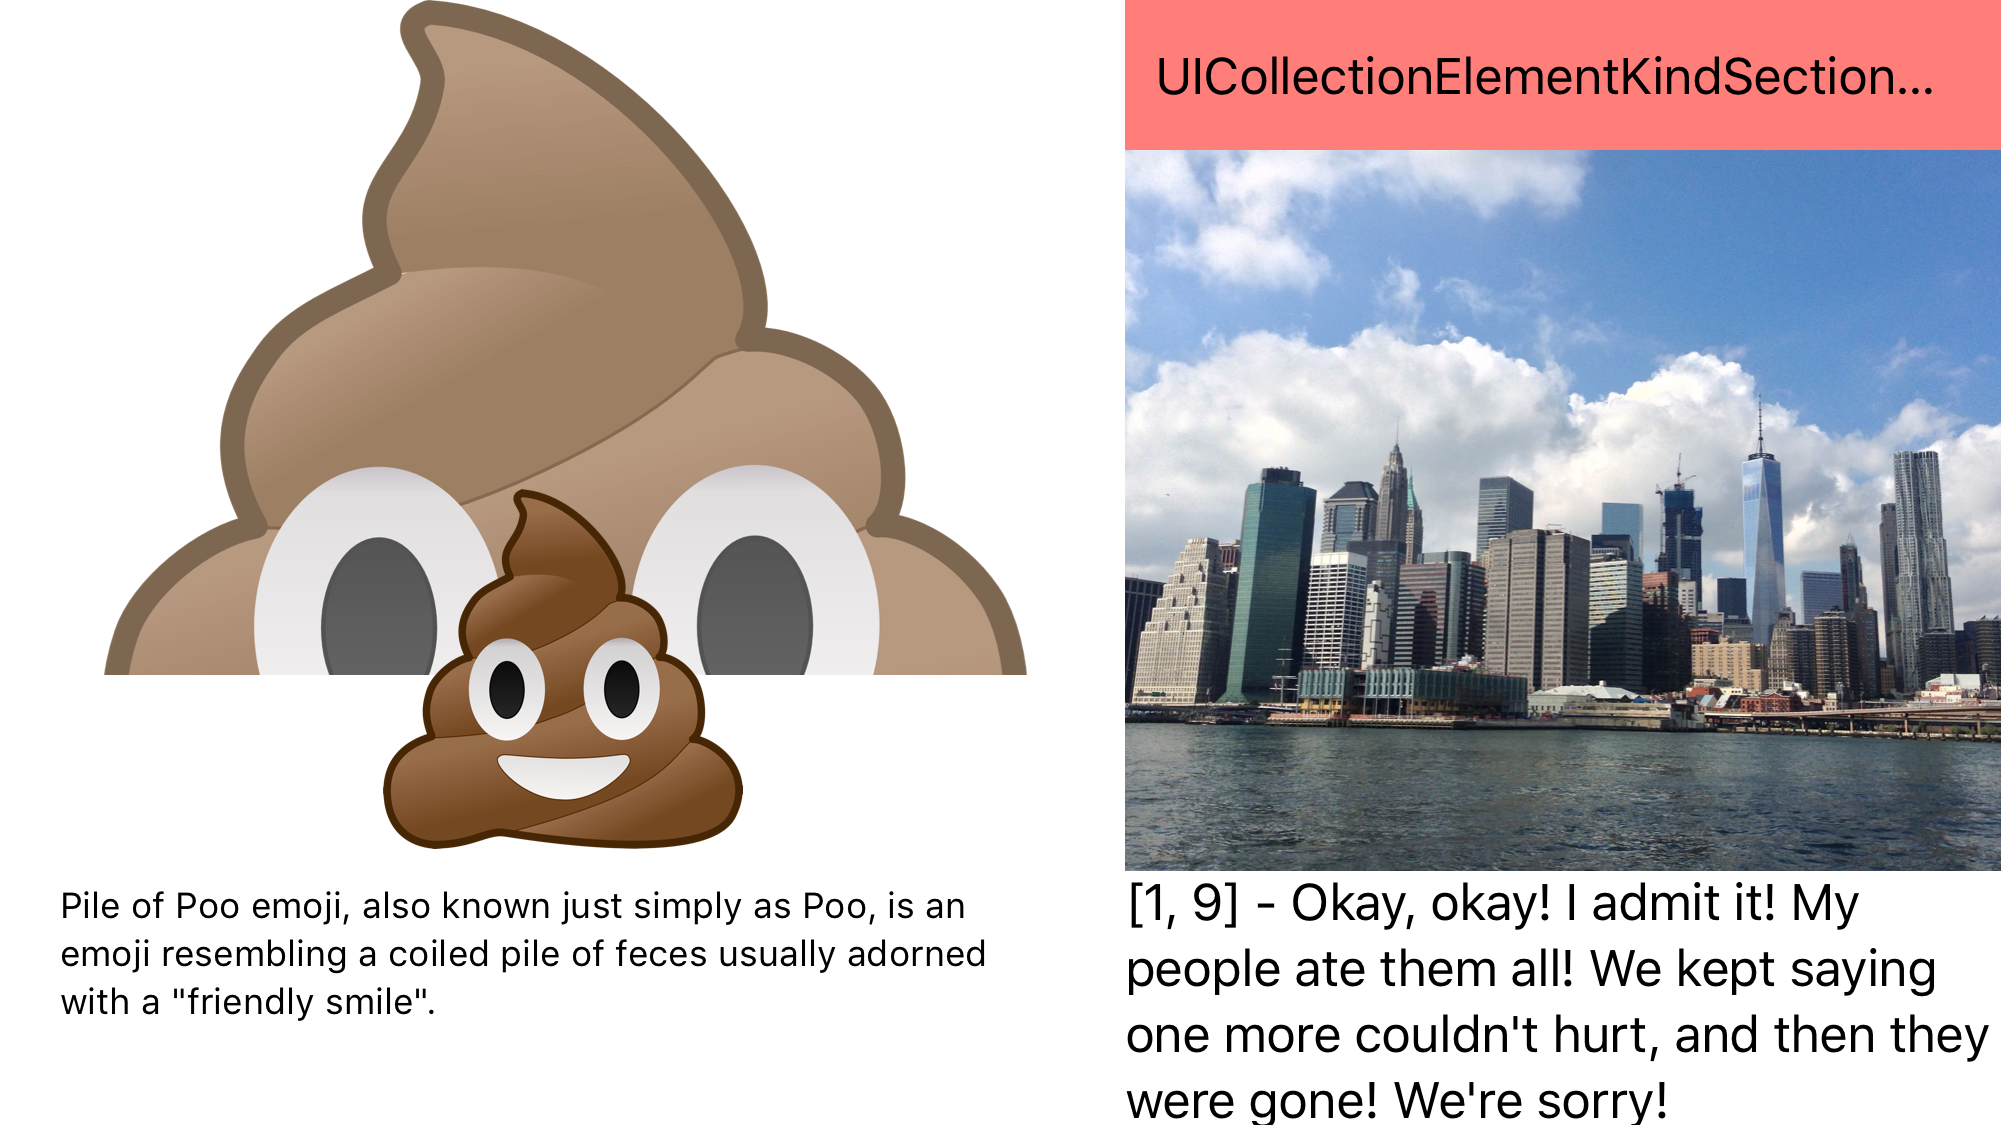 Pile of Poo emoji, also known just simply as Poo, is an
emoji resembling a coiled pile of feces usually adorned
with a "friendly smile".
UICollectionElementKindSection...
[1, 9] - Okay, okay! I admit it! My
people ate them all! We kept saying
one more couldn't hurt, and then they
were gone! We're sorry!